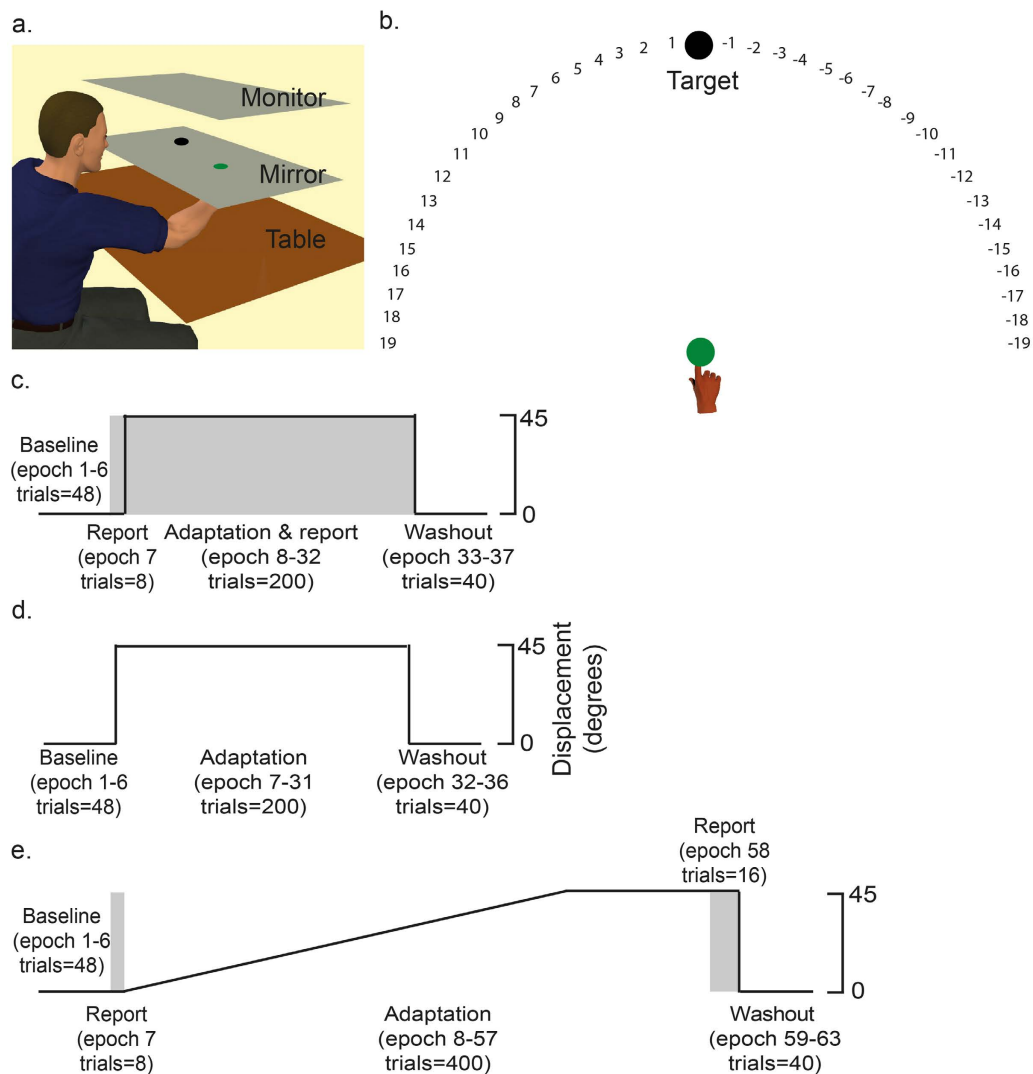 a.
Monitor
Mirror
Table
b.
19
18
17
16
15
14
13
12
11
10
9
8
7
6
5
4
3
2
1
-1
-2
-3
-4
-5
-6
-7
-8
-9
-10
-11
-12
-13
-14
-15
-16
-17
-18
-19
Target
c.
45
0
Baseline
(epoch 1-6
trials=48)
Report
(epoch 7
trials=8)
Adaptation & report
(epoch 8-32
trials=200)
Washout
(epoch 33-37
trials=40)
d.
45
0
Displacement
(degrees)
Baseline
(epoch 1-6
trials=48)
Adaptation
(epoch 7-31
trials=200)
Washout
(epoch 32-36
trials=40)
e.
Report
(epoch 58
trials=16)
45
0
Baseline
(epoch 1-6
trials=48)
Report
(epoch 7
trials=8)
Adaptation
(epoch 8-57
trials=400)
Washout
(epoch 59-63
trials=40)